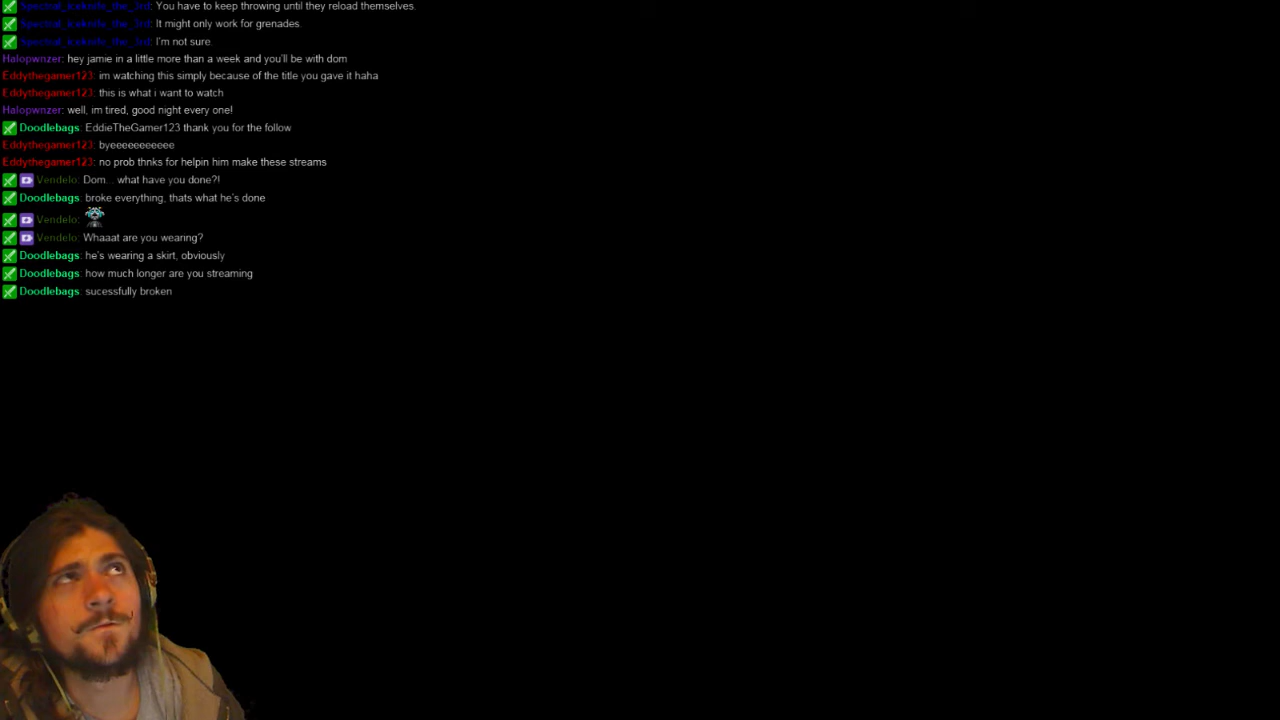 Spectral_Iceknife_the_3rd: You have to keep throwing until they reload themselves.
Spectral_Iceknife_the_3rd: It might only work for grenades.
Spectral_Iceknife_the_3rd: I'm not sure.
Halopwnzer: hey jamie in a little more than a week and you'll be with dom
Eddythegamer123: im watching this simply because of the title you gave it haha
Eddythegamer123: this is what i want to watch
Halopwnzer: well, im tired, good night every one!
Doodlebags: EddieTheGamer123 thank you for the follow
Eddythegamer123: byeeeeeeeeeee
Eddythegamer123: no prob thnks for helpin him make these streams
Vendelo: Dom... what have you done?!
Doodlebags: broke everything, thats what he's done
Vendelo:
Vendelo: Whaaat are you wearing?
Doodlebags: he's wearing a skirt, obviously
Doodlebags: how much longer are you streaming
Doodlebags: sucessfully broken